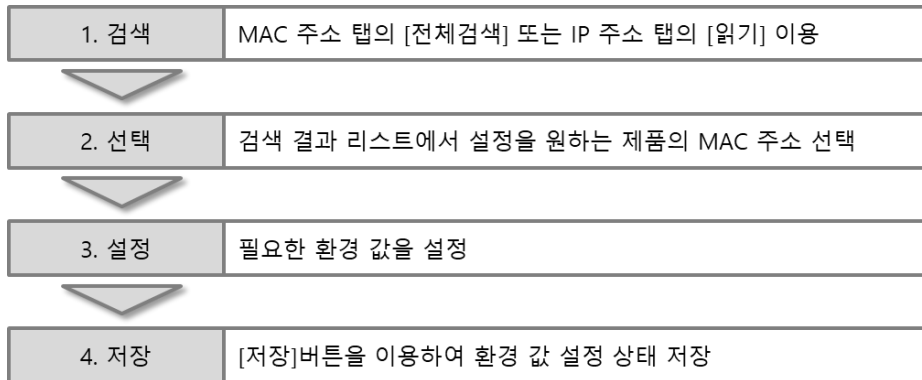 1. 검색 MAC 주소 탭의 [전체검색] 또는 IP 주소 탭의 [읽기] 이용
2. 선택 검색 결과 리스트에서 설정을 원하는 제품의 MAC 주소 선택
3. 설정 필요한 환경 값을 설정
4. 저장 [저장]버튼을 이용하여 환경 값 설정 상태 저장